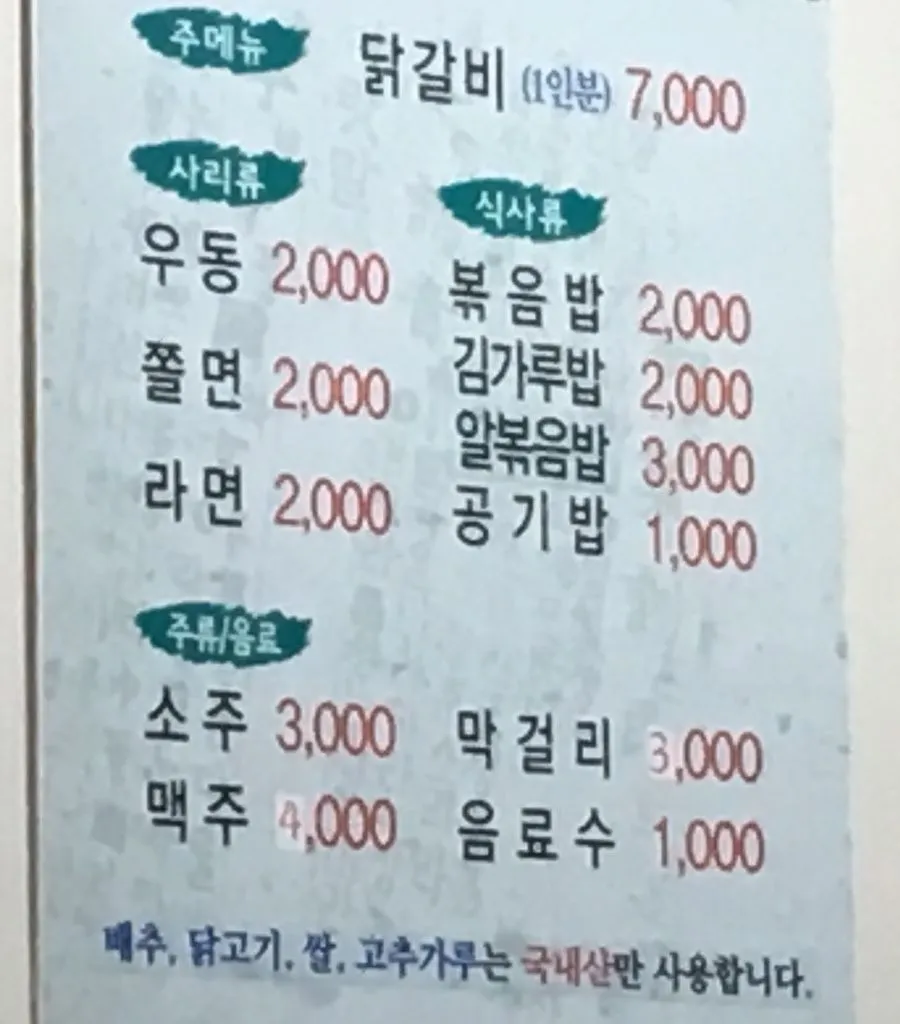 주메뉴
닭갈비 (1인분) 7,000
사리류
우동 2,000
쫄면 2,000
라면 2,000
식사류
볶음밥 2,000
김가루밥 2,000
알볶음밥 3,000
공기밥 1,000
주류/음료
소주 3,000
맥주 4,000
막걸리 3,000
음료수 1,000
배추, 닭고기, 쌀, 고추가루는 국내산만 사용합니다.